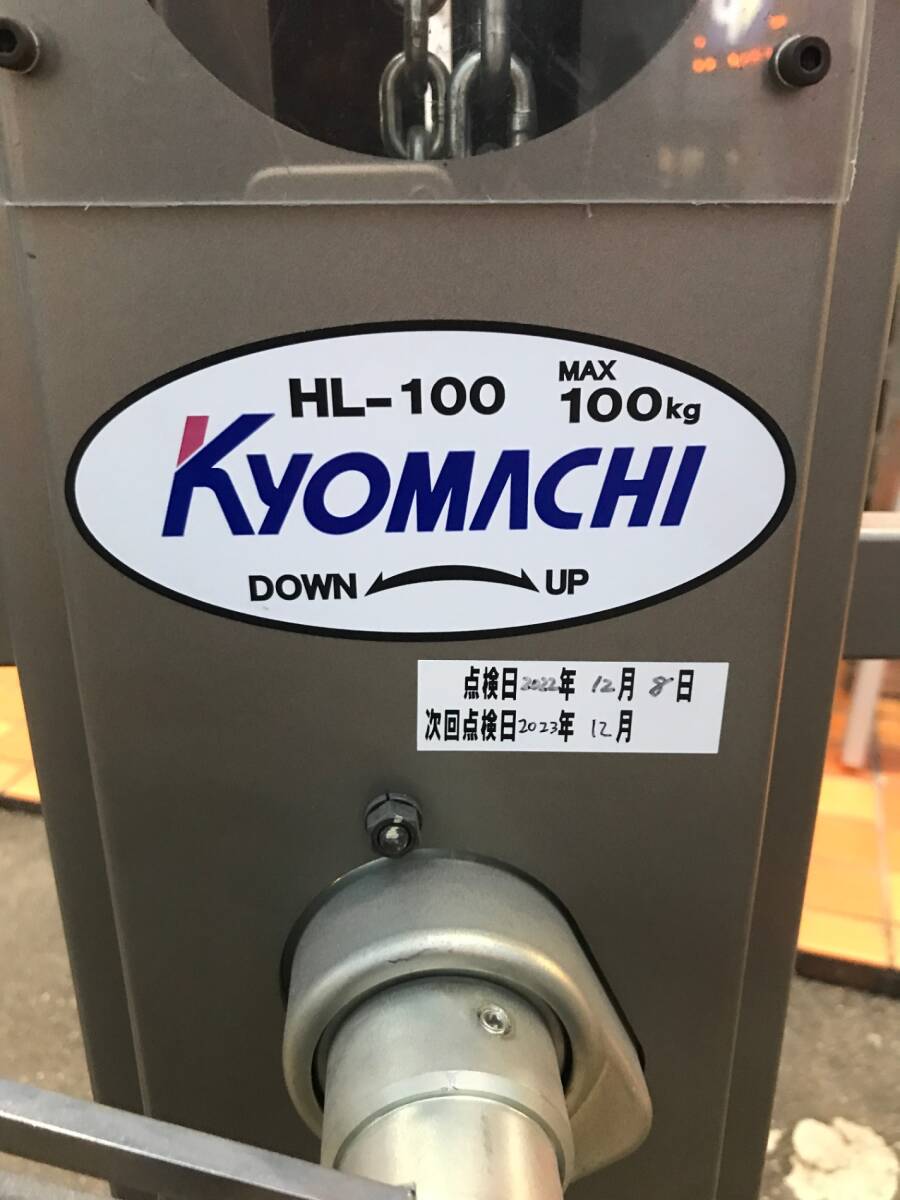 HL-100 MAX 100kg
KYOMACHI
DOWN UP
点検日2022年 12月 8日
次回点検日2023年 12月